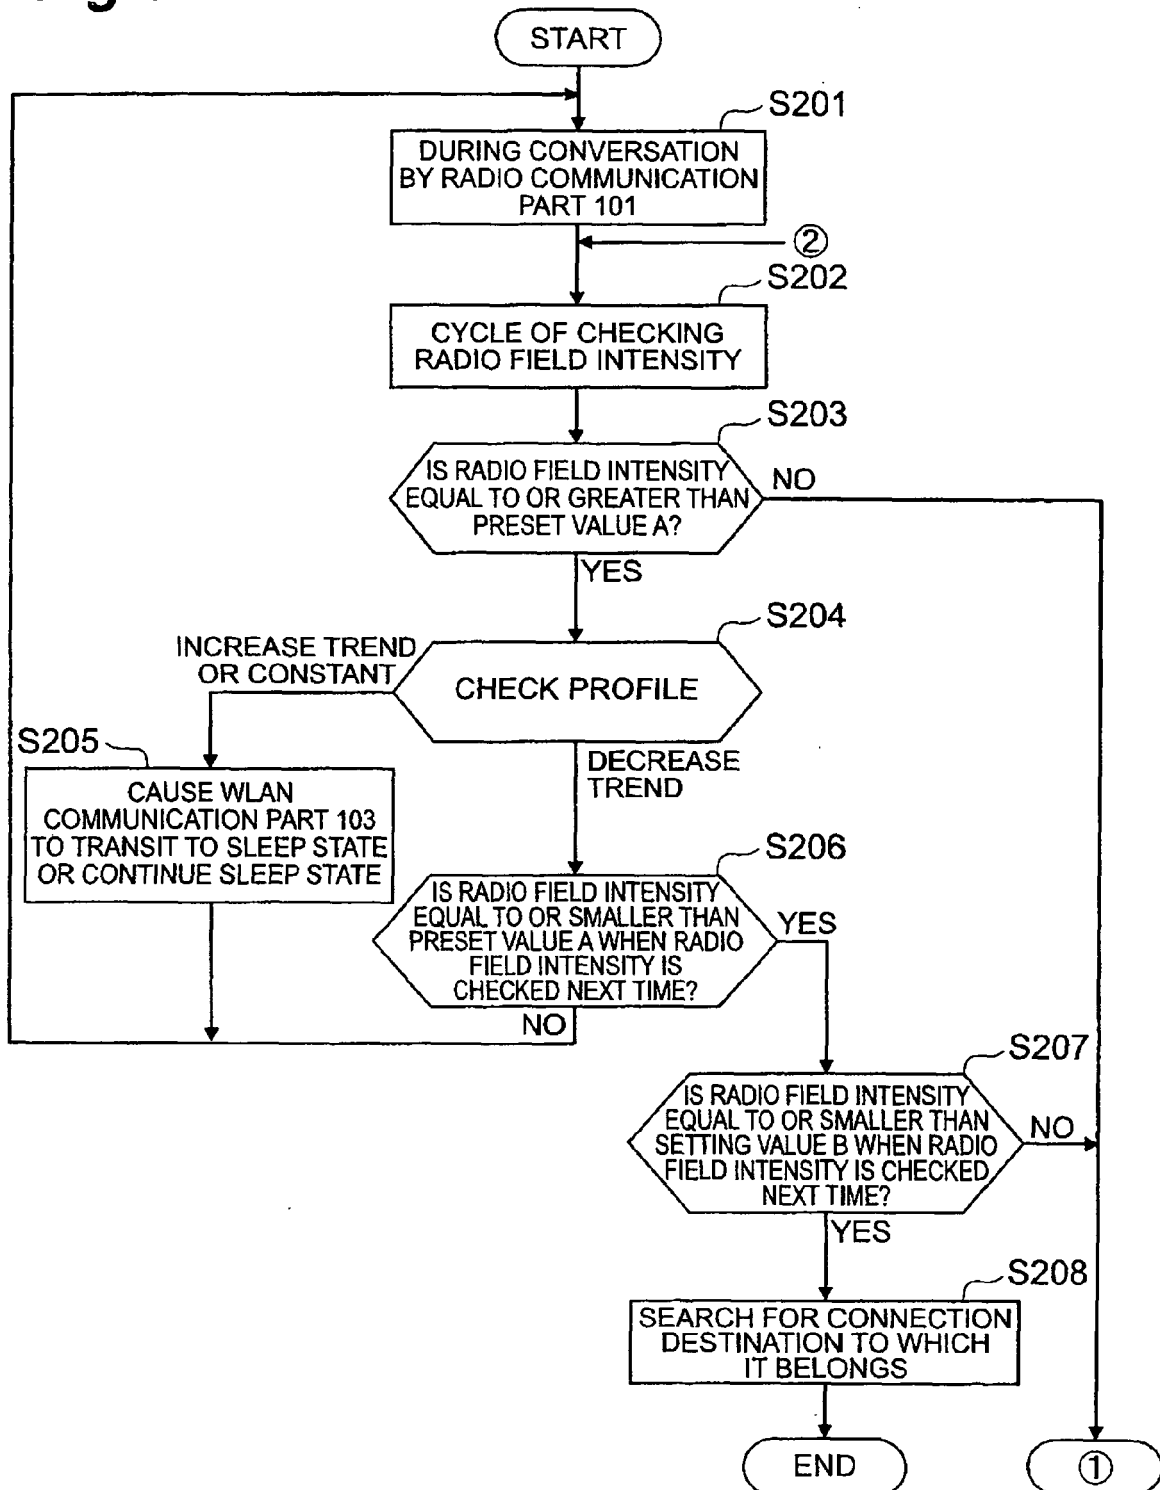 START
S201
DURING CONVERSATION
BY RADIO COMMUNICATION
PART 101
②
S202
CYCLE OF CHECKING
RADIO FIELD INTENSITY
S203
IS RADIO FIELD INTENSITY
EQUAL TO OR GREATER THAN
PRESET VALUE A?
NO
YES
S204
INCREASE TREND
OR CONSTANT
CHECK PROFILE
S205
DECREASE
TREND
CAUSE WLAN
COMMUNICATION PART 103
TO TRANSIT TO SLEEP STATE
OR CONTINUE SLEEP STATE
S206
IS RADIO FIELD INTENSITY
EQUAL TO OR SMALLER THAN
PRESET VALUE A WHEN RADIO
FIELD INTENSITY IS
CHECKED NEXT TIME?
YES
NO
S207
IS RADIO FIELD INTENSITY
EQUAL TO OR SMALLER THAN
SETTING VALUE B WHEN RADIO
FIELD INTENSITY IS CHECKED
NEXT TIME?
NO
YES
S208
SEARCH FOR CONNECTION
DESTINATION TO WHICH
IT BELONGS
END
①